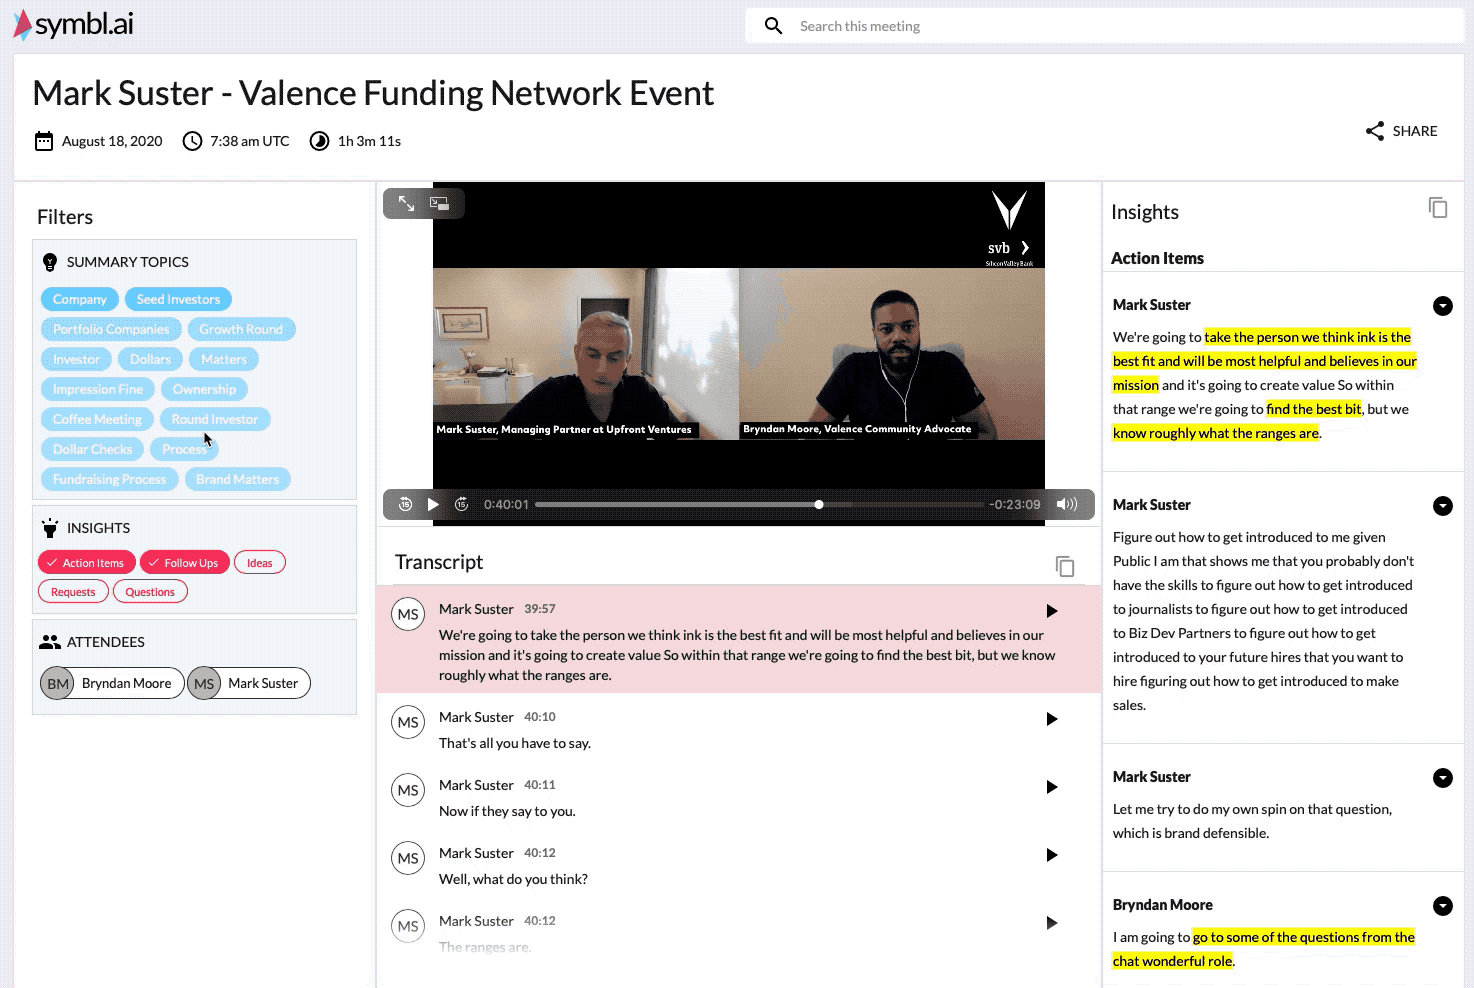 symbl.ai
Search this meeting
Mark Suster - Valence Funding Network Event
August 18, 2020 7:38 am UTC 1h 3m 11s
SHARE
Filters
SUMMARY TOPICS
Company Seed Investors
Portfolio Companies Growth Round
Investor Dollars Matters
Impression Fine Ownership
Coffee Meeting Round Investor
Dollar Checks Process
Fundraising Process Brand Matters
INSIGHTS
Action Items Follow Ups Ideas
Requests Questions
ATTENDEES
BM Bryndan Moore MS Mark Suster
svb
Silicon Valley Bank
Mark Suster, Managing Partner at Upfront Ventures
Bryndan Moore, Valence Community Advocate
15 15 0:40:01 -0:23:09
Transcript
MS Mark Suster 39:57
We're going to take the person we think ink is the best fit and will be most helpful and believes in our
mission and it's going to create value So within that range we're going to find the best bit, but we know
roughly what the ranges are.
MS Mark Suster 40:10
That's all you have to say.
MS Mark Suster 40:11
Now if they say to you.
MS Mark Suster 40:12
Well, what do you think?
MS Mark Suster 40:12
The ranges are.
Insights
Action Items
Mark Suster
We're going to take the person we think ink is the
best fit and will be most helpful and believes in our
mission and it's going to create value So within
that range we're going to find the best bit, but we
know roughly what the ranges are.
Mark Suster
Figure out how to get introduced to me given
Public I am that shows me that you probably don't
have the skills to figure out how to get introduced
to journalists to figure out how to get introduced
to Biz Dev Partners to figure out how to get
introduced to your future hires that you want to
hire figuring out how to get introduced to make
sales.
Mark Suster
Let me try to do my own spin on that question,
which is brand defensible.
Bryndan Moore
I am going to go to some of the questions from the
chat wonderful role.